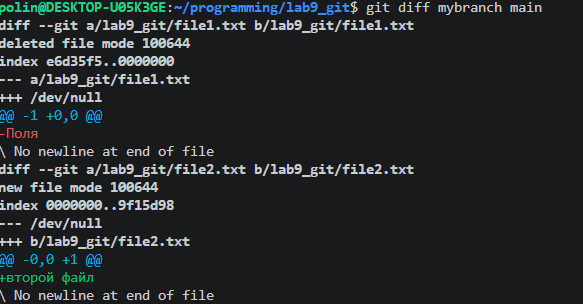 polin@DESKTOP-U05K3GE:~/programming/lab9_git$ git diff mybranch main
diff --git a/lab9_git/file1.txt b/lab9_git/file1.txt
deleted file mode 100644
index e6d35f5..0000000
--- a/lab9_git/file1.txt
+++ /dev/null
@@ -1 +0,0 @@
-Поля
\ No newline at end of file
diff --git a/lab9_git/file2.txt b/lab9_git/file2.txt
new file mode 100644
index 0000000..9f15d98
--- /dev/null
+++ b/lab9_git/file2.txt
@@ -0,0 +1 @@
+второй файл
\ No newline at end of file